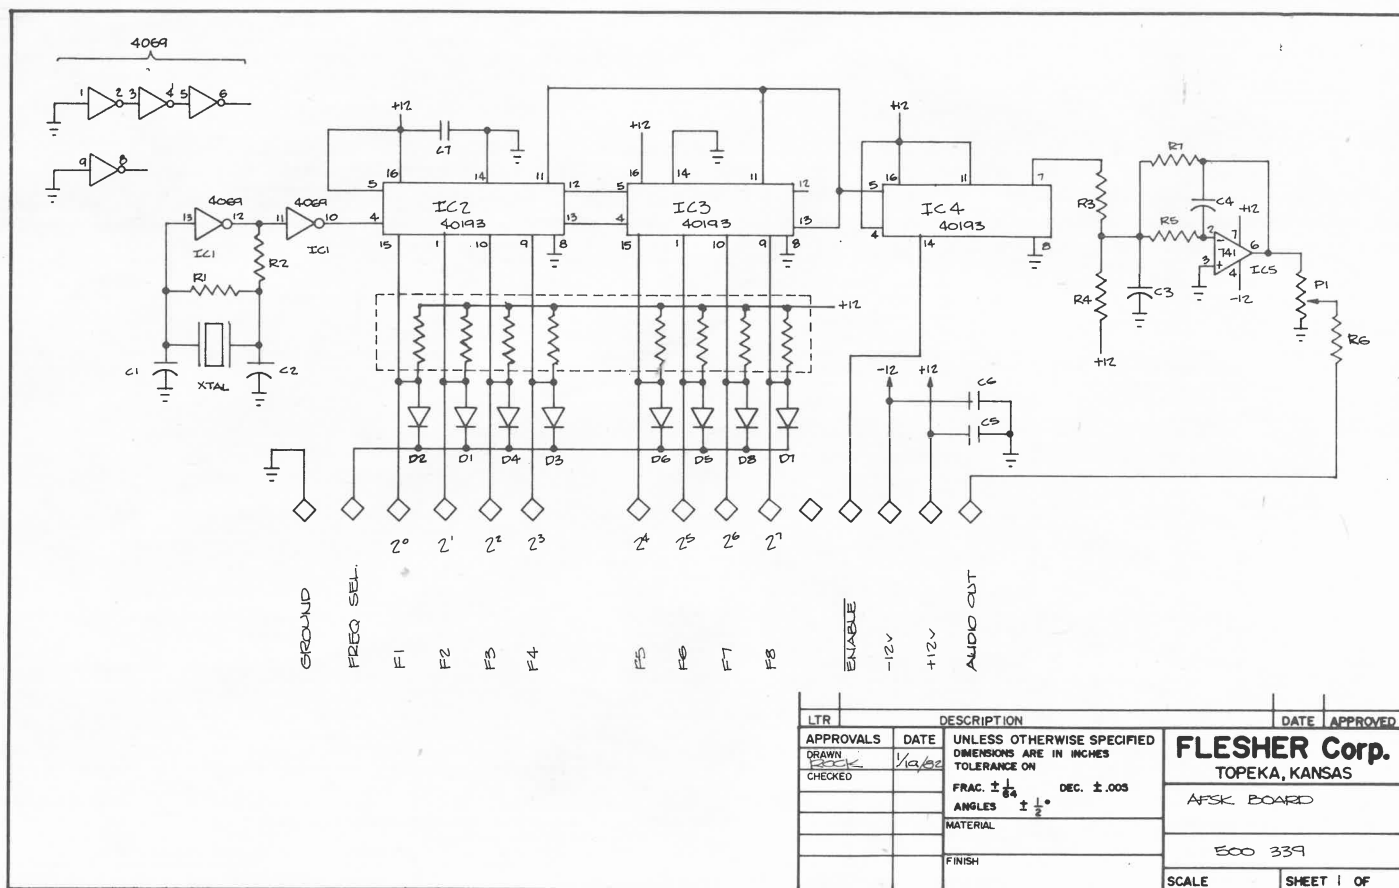 4069
1 2 3 4 5 6
9 8
+12
C7
+12
+12
16 14 11
16 14 11
16 11 7
5 IC2 12
5 IC3 12
5 IC4
4 40193 13
4 40193 13
4 40193
15 1 10 9 8
15 1 10 9 8
14 8
4069 4069
13 12 11 10
IC1 IC1
R1 R2
C1 XTAL C2
R3
R4
+12
R7
C4
+12
R5 2 7
- 741 6
3 + 4 IC5
-12
C3
P1
R6
+12
-12 +12 C6
C5
D2 D1 D4 D3 D6 D5 D8 D7
2⁰ 2¹ 2² 2³ 2⁴ 2⁵ 2⁶ 2⁷
GROUND
FREQ SEL.
F1
F2
F3
F4
F5
F6
F7
F8
ENABLE
-12V
+12V
AUDIO OUT
LTR DESCRIPTION DATE APPROVED
APPROVALS DATE
DRAWN
ROCK 1/19/82
CHECKED
UNLESS OTHERWISE SPECIFIED
DIMENSIONS ARE IN INCHES
TOLERANCE ON
FRAC. ± 1/64 DEC. ± .005
ANGLES ± 1/2°
MATERIAL
FINISH
FLESHER Corp.
TOPEKA, KANSAS
AFSK BOARD
500 339
SCALE SHEET 1 OF